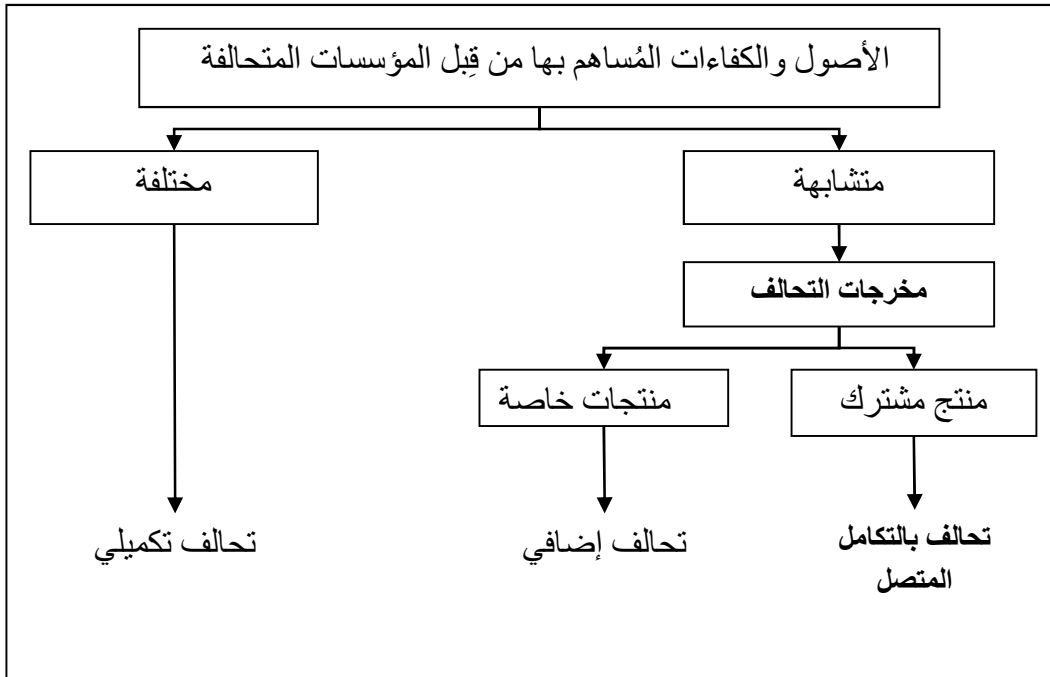 الأصول والكفاءات المُساهم بها من قِبل المؤسسات المتحالفة
متشابهة
مختلفة
مخرجات التحالف
منتج مشترك
منتجات خاصة
تحالف بالتكامل
المتصل
تحالف إضافي
تحالف تكميلي